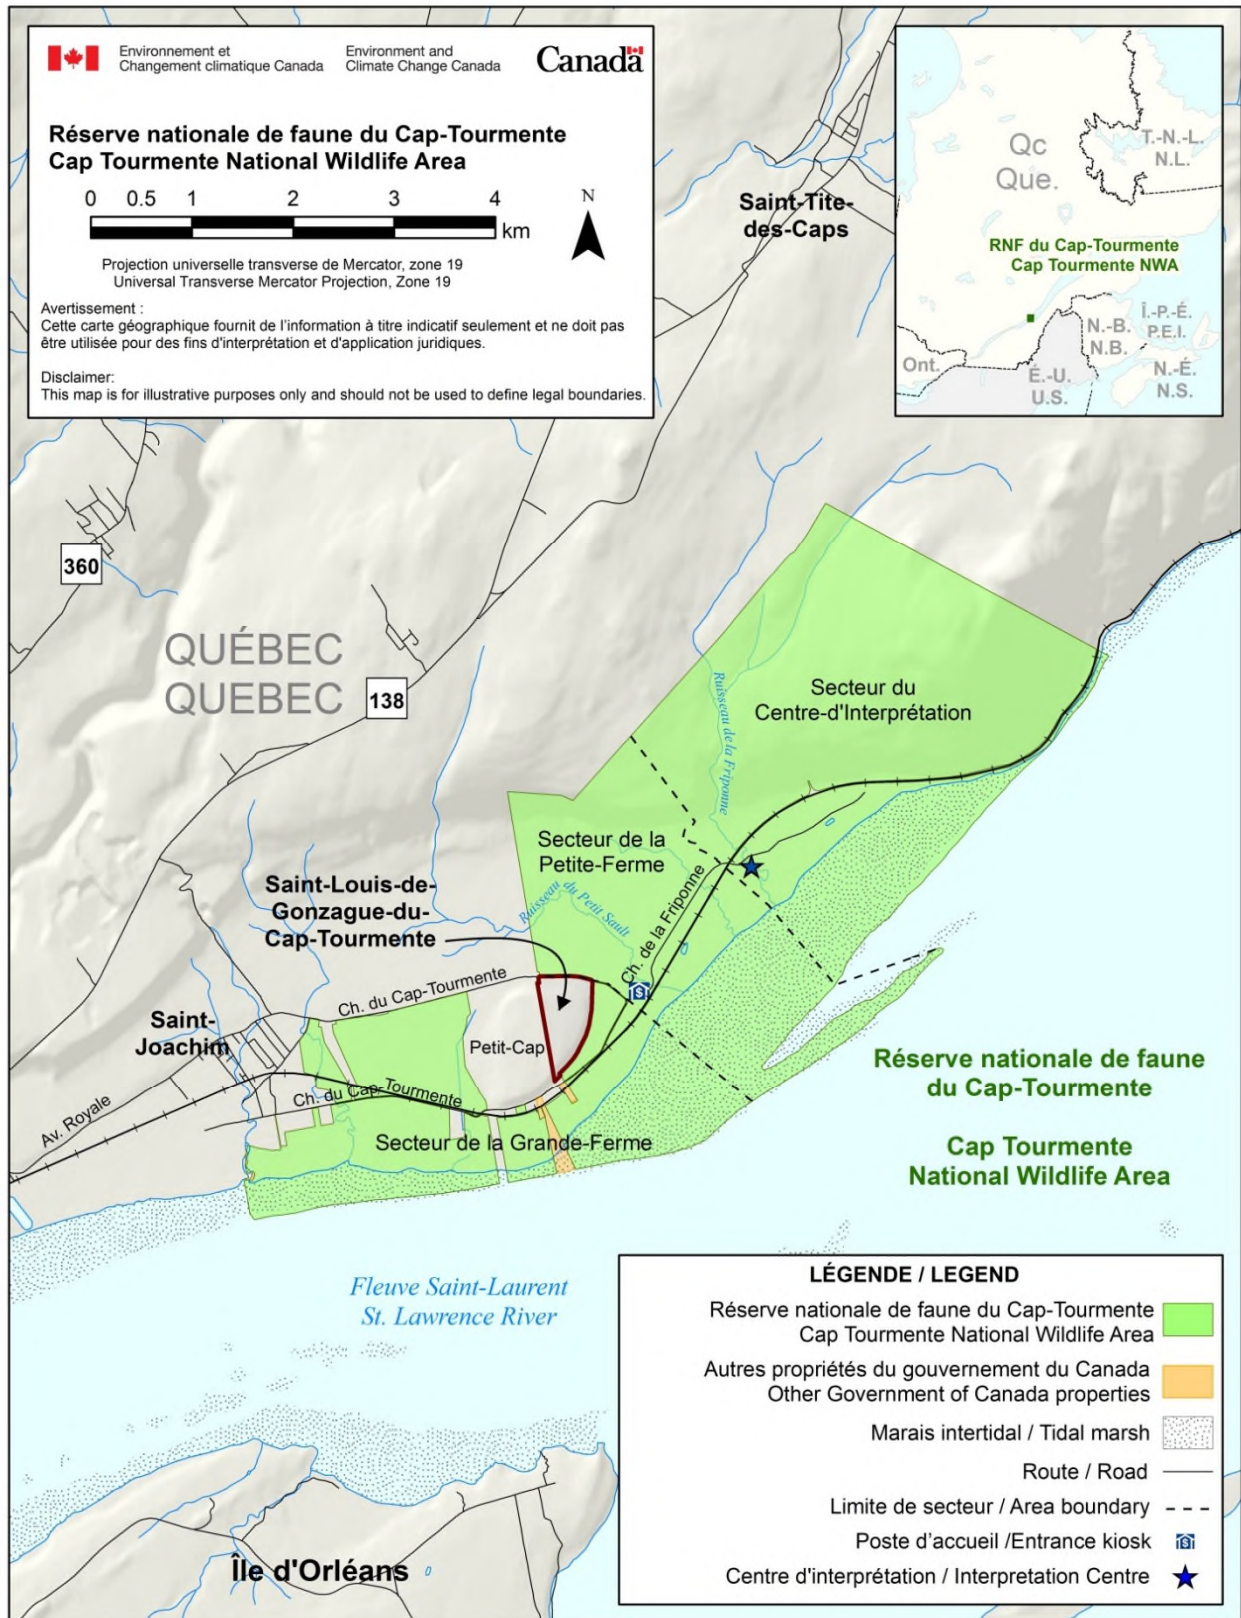 Environnement et
Changement climatique Canada
Environment and
Climate Change Canada
Canada
Réserve nationale de faune du Cap-Tourmente
Cap Tourmente National Wildlife Area
0 0.5 1 2 3 4
km
N
Projection universelle transverse de Mercator, zone 19
Universal Transverse Mercator Projection, Zone 19
Avertissement :
Cette carte géographique fournit de l'information à titre indicatif seulement et ne doit pas
être utilisée pour des fins d'interprétation et d'application juridiques.
Disclaimer:
This map is for illustrative purposes only and should not be used to define legal boundaries.
Qc
Que.
T.-N.-L.
N.L.
RNF du Cap-Tourmente
Cap Tourmente NWA
Î.-P.-É.
P.E.I.
N.-B.
N.B.
Ont.
É.-U.
U.S.
N.-É.
N.S.
Saint-Tite-
des-Caps
360
QUÉBEC
QUEBEC
138
Secteur du
Centre-d'Interprétation
Ruisseau de la Friponne
Secteur de la
Petite-Ferme
Saint-Louis-de-
Gonzague-du-
Cap-Tourmente
Ruisseau du Petit Sault
Ch. de la Friponne
Ch. du Cap-Tourmente
Saint-
Joachim
Petit-Cap
Ch. du Cap-Tourmente
Av. Royale
Secteur de la Grande-Ferme
Réserve nationale de faune
du Cap-Tourmente
Cap Tourmente
National Wildlife Area
Fleuve Saint-Laurent
St. Lawrence River
Île d'Orléans
LÉGENDE / LEGEND
Réserve nationale de faune du Cap-Tourmente
Cap Tourmente National Wildlife Area
Autres propriétés du gouvernement du Canada
Other Government of Canada properties
Marais intertidal / Tidal marsh
Route / Road
Limite de secteur / Area boundary
Poste d'accueil /Entrance kiosk
Centre d'interprétation / Interpretation Centre